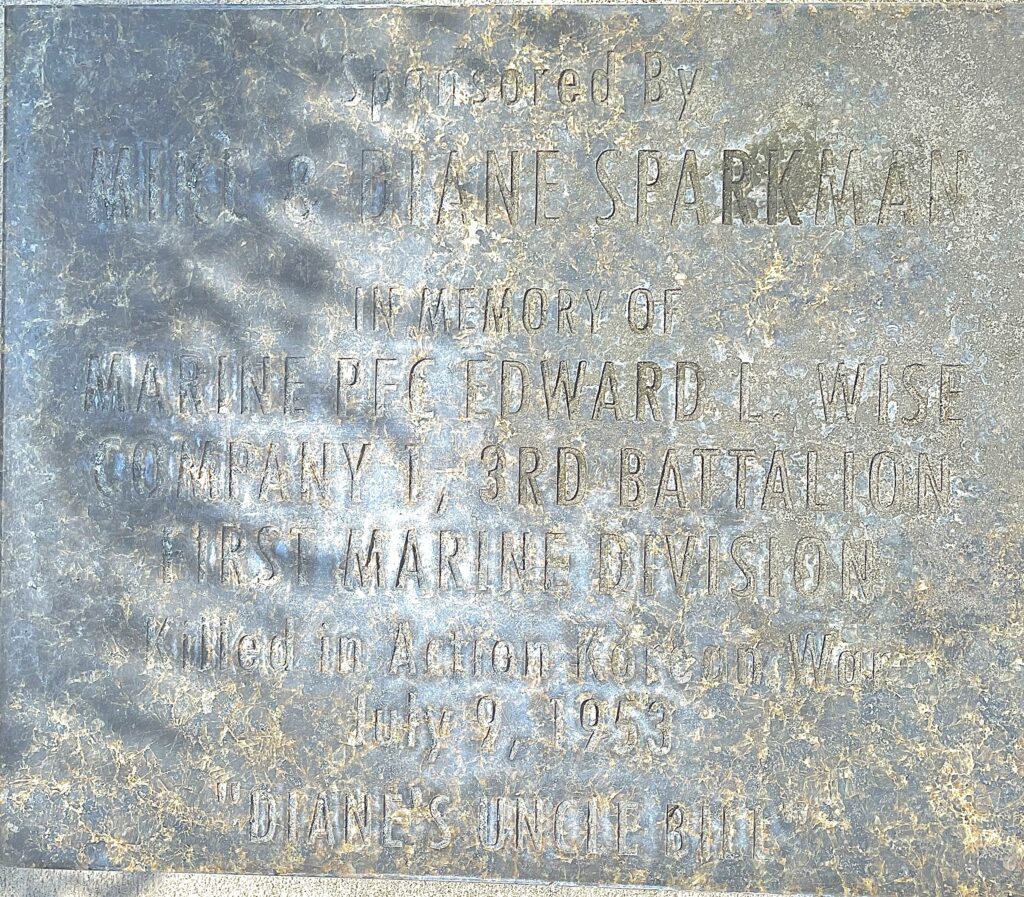 Sponsored By
MIKE & DIANE SPARKMAN
IN MEMORY OF
MARINE PFC EDWARD L. WISE
COMPANY I, 3RD BATTALION
FIRST MARINE DIVISION
Killed in Action Korean War
July 9, 1953
"DIANE'S UNCLE BILL"